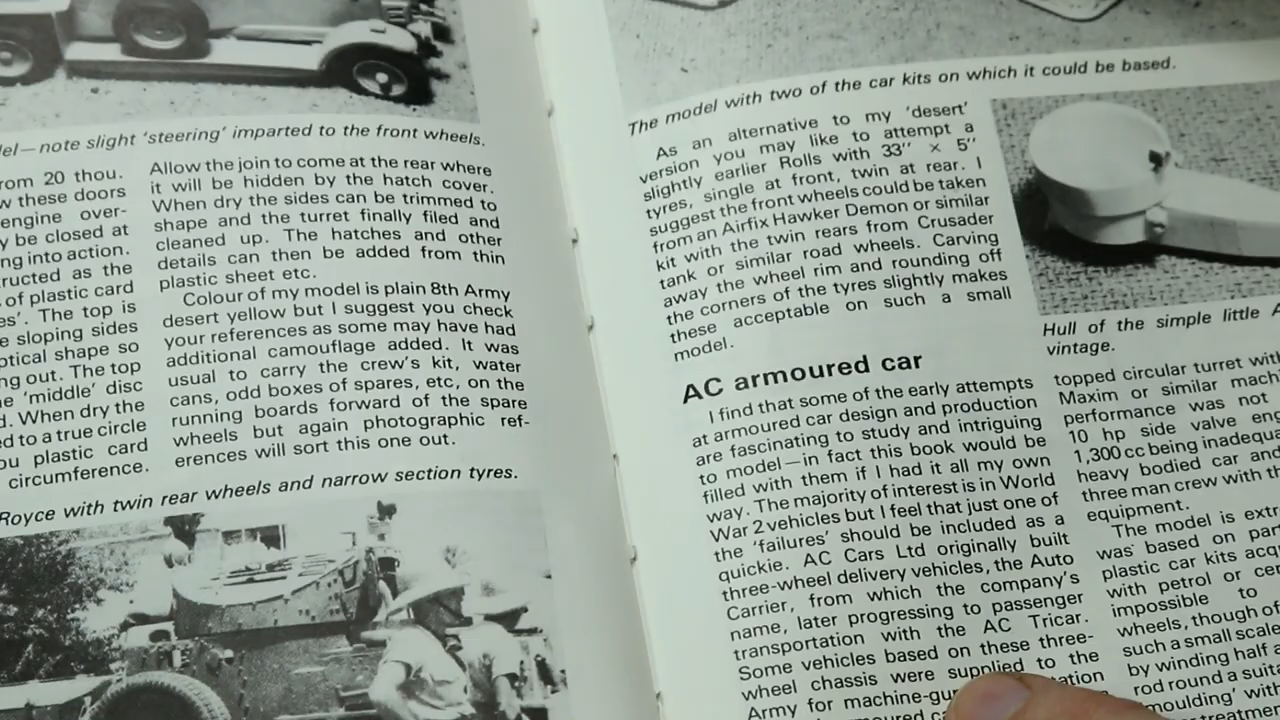 del—note slight 'steering' imparted to the front wheels.
rom 20 thou.
these doors
engine over-
be closed at
ng into action.
ructed as the
of plastic card
The top is
sloping sides
ptical shape so
ng out. The top
'middle' disc
When dry the
ed to a true circle
plastic card
circumference.
Allow the join to come at the rear where
it will be hidden by the hatch cover.
When dry the sides can be trimmed to
shape and the turret finally filed and
cleaned up. The hatches and other
details can then be added from thin
plastic sheet etc.
Colour of my model is plain 8th Army
desert yellow but I suggest you check
your references as some may have had
additional camouflage added. It was
usual to carry the crew's kit, water
cans, odd boxes of spares, etc, on the
running boards forward of the spare
wheels but again photographic ref-
erences will sort this one out.
Royce with twin rear wheels and narrow section tyres.
The model with two of the car kits on which it could be based.
As an alternative to my 'desert'
version you may like to attempt a
slightly earlier Rolls with 33″ × 5″
tyres, single at front, twin at rear. I
suggest the front wheels could be taken
from an Airfix Hawker Demon or similar
kit with the twin rears from Crusader
tank or similar road wheels. Carving
away the wheel rim and rounding off
the corners of the tyres slightly makes
these acceptable on such a small
model.
AC armoured car
I find that some of the early attempts
at armoured car design and production
are fascinating to study and intriguing
to model—in fact this book would be
filled with them if I had it all my own
way. The majority of interest is in World
War 2 vehicles but I feel that just one of
the 'failures' should be included as a
quickie. AC Cars Ltd originally built
three-wheel delivery vehicles, the Auto
Carrier, from which the company's
name, later progressing to passenger
transportation with the AC Tricar.
Some vehicles based on these three-
wheel chassis were supplied to the
Army for machine-gun
Hull of the simple little A
vintage.
topped circular turret with
Maxim or similar machi
performance was not
10 hp side valve eng
1,300 cc being inadequa
heavy bodied car and
three man crew with th
equipment.
The model is extr
was based on part
plastic car kits acq
with petrol or cem
impossible to
wheels, though of
such a small scale
by winding half a
rod round a suita
moulding' with